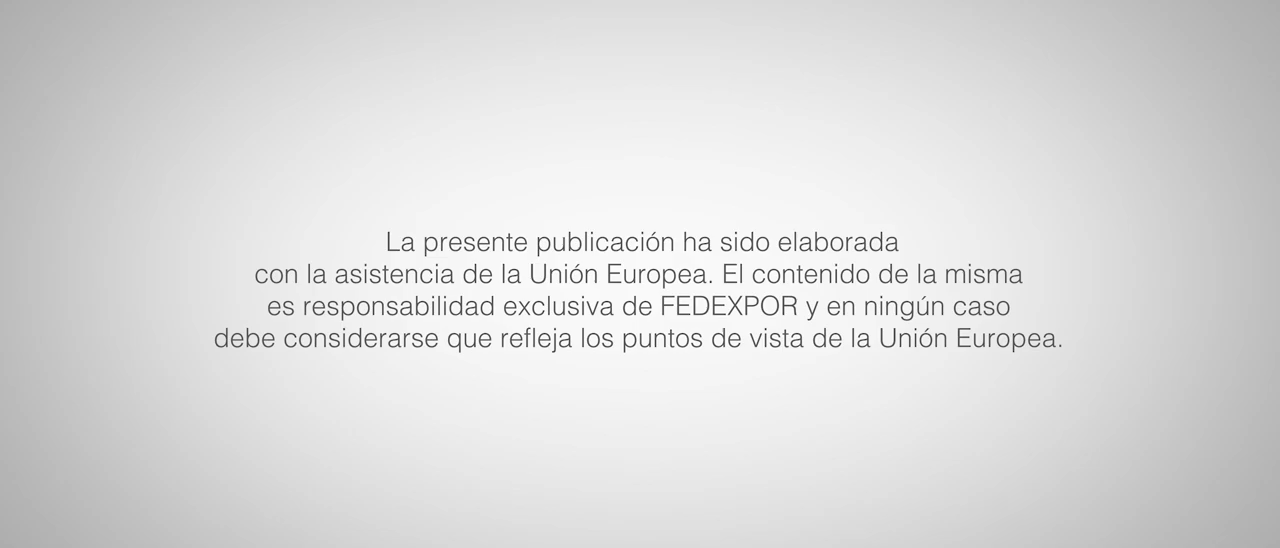 La presente publicación ha sido elaborada
con la asistencia de la Unión Europea. El contenido de la misma
es responsabilidad exclusiva de FEDEXPOR y en ningún caso
debe considerarse que refleja los puntos de vista de la Unión Europea.